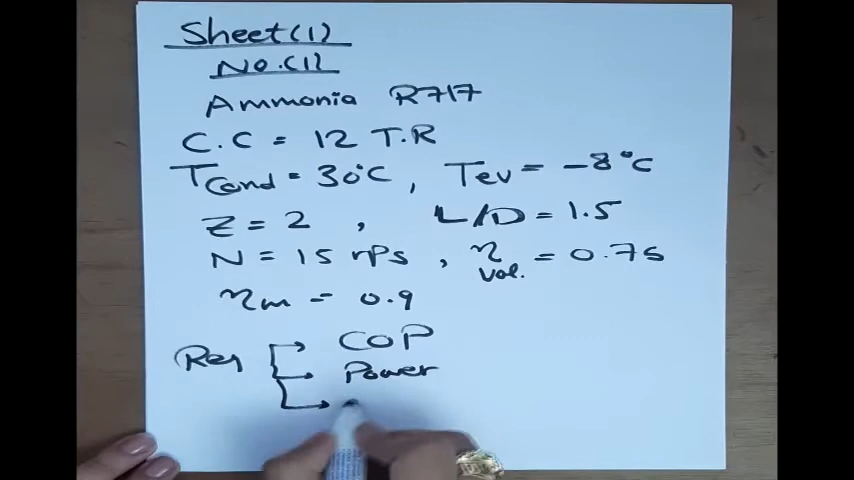 Sheet(1)
No.(1)
Ammonia R717
C.C = 12 T.R
Tcond = 30°C, Tev = -8°C
Z = 2, L/D = 1.5
N = 15 rps, ηvol. = 0.75
ηm = 0.9
Req COP
Power